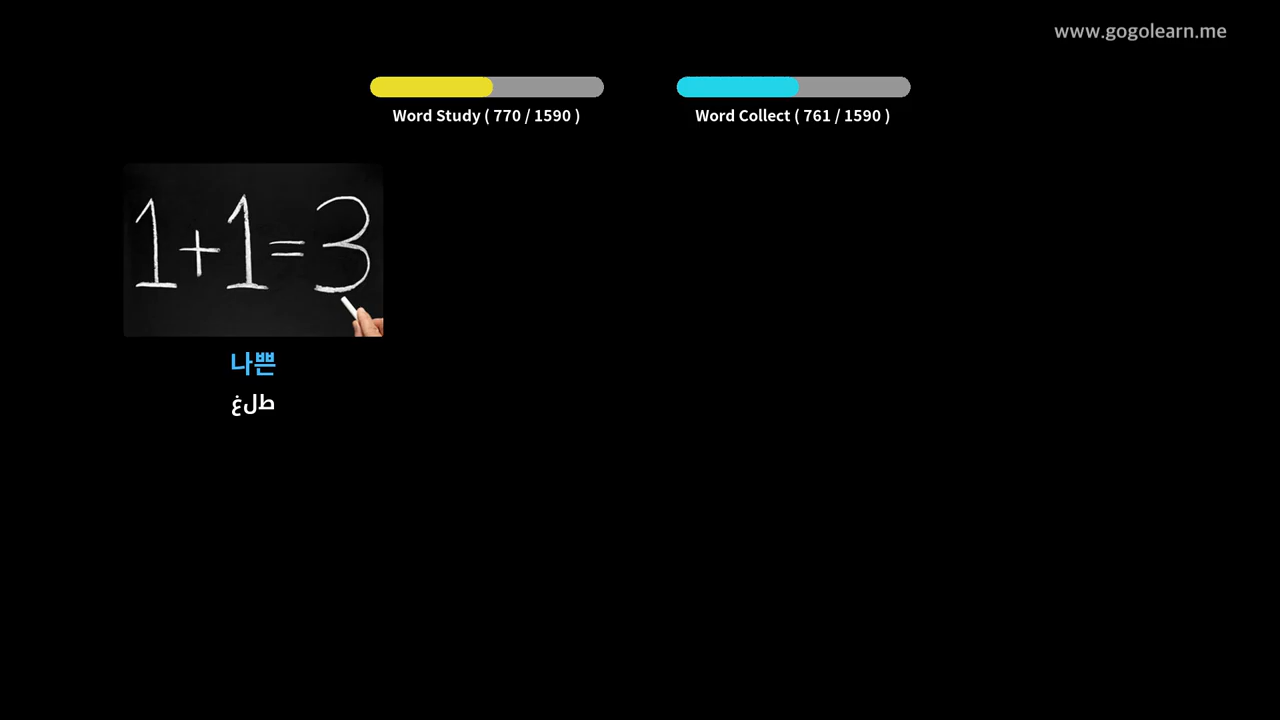 www.gogolearn.me
Word Study ( 770 / 1590 )
Word Collect ( 761 / 1590 )
1+1=3
나쁜
غلط